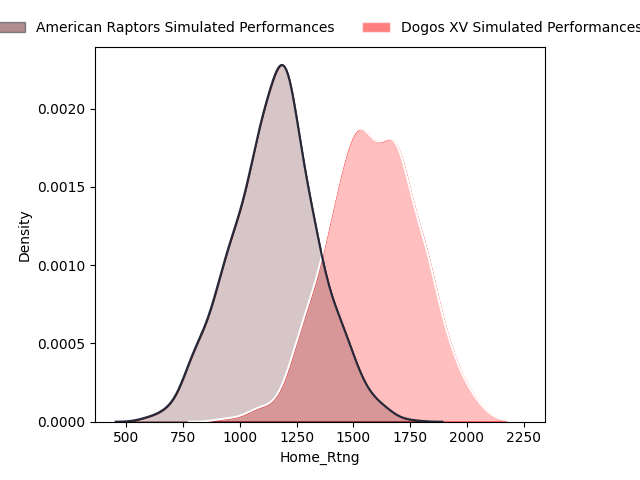 American Raptors Simulated Performances Dogos XV Simulated Performances
0.0020
0.0015
0.0010
0.0005
0.0000
Density
500 750 1000 1250 1500 1750 2000 2250
Home_Rtng